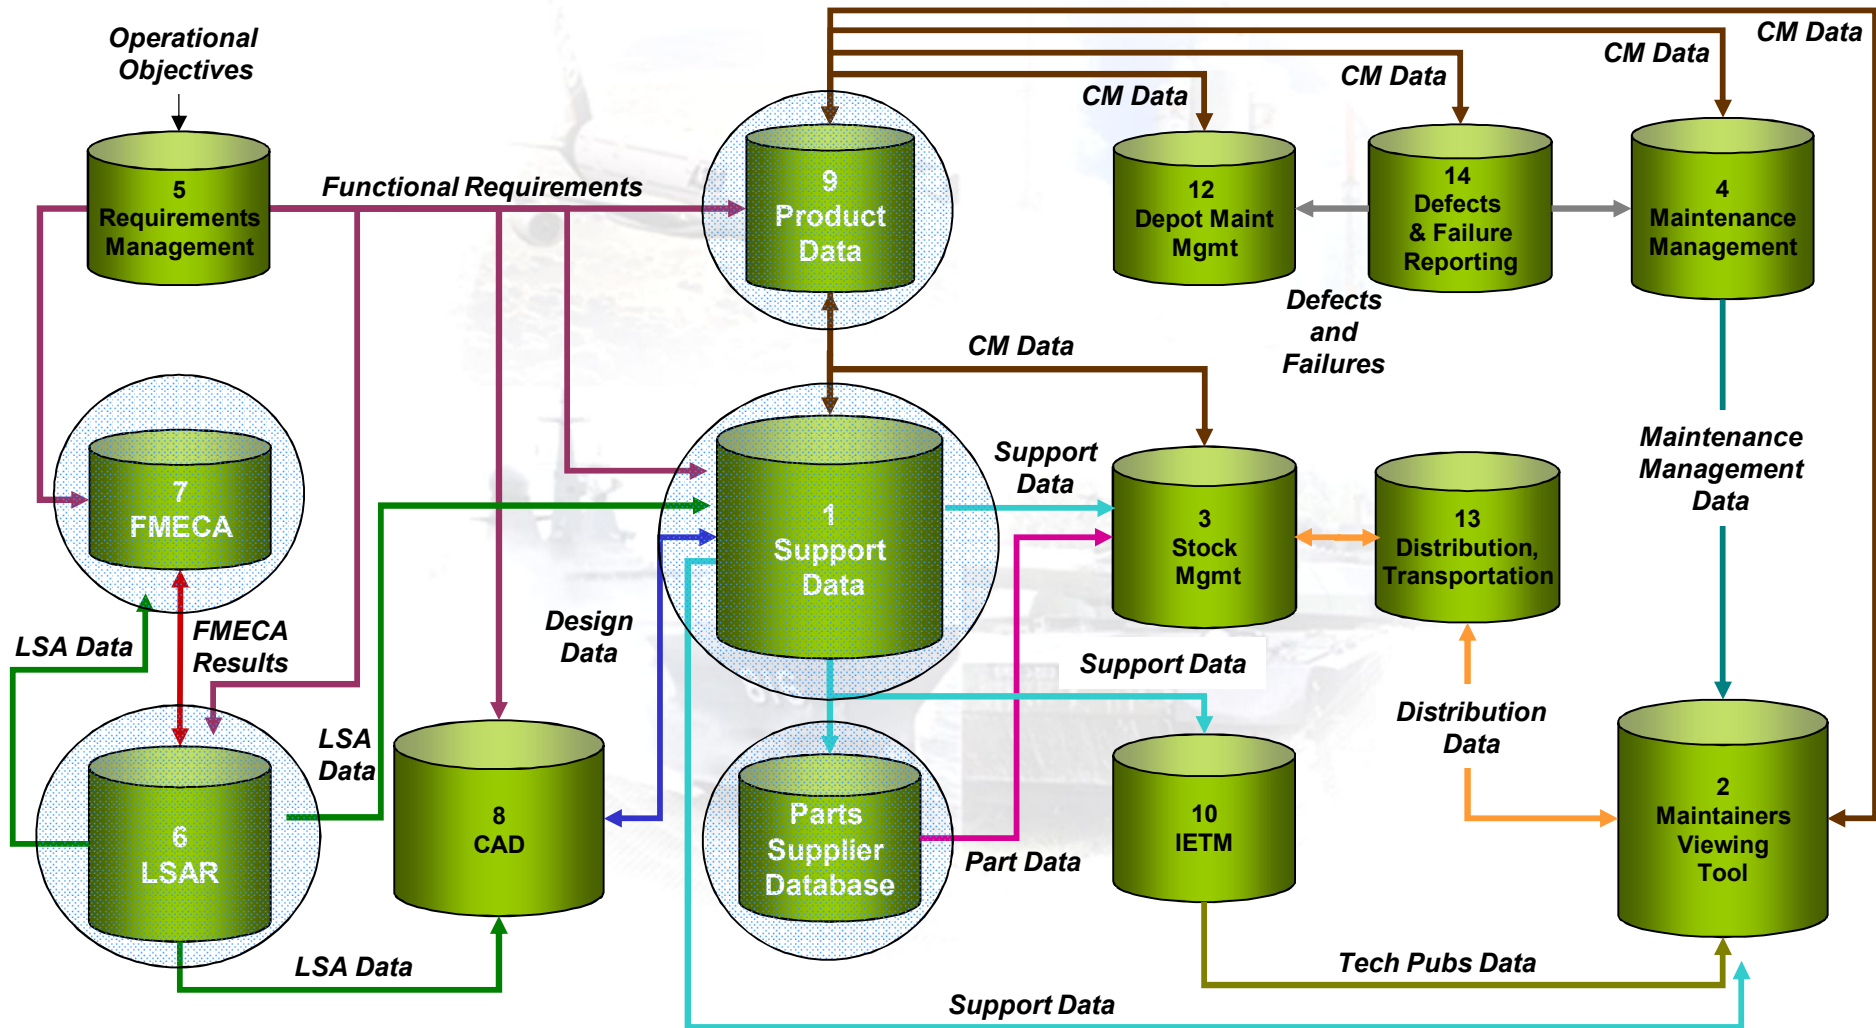 Operational
Objectives
CM Data
CM Data
CM Data
CM Data
5
Requirements
Management
Functional Requirements
9
Product
Data
12
Depot Maint
Mgmt
14
Defects
& Failure
Reporting
4
Maintenance
Management
Defects
and
Failures
CM Data
7
FMECA
1
Support
Data
Support
Data
3
Stock
Mgmt
13
Distribution,
Transportation
Maintenance
Management
Data
LSA Data
FMECA
Results
Design
Data
Support Data
LSA
Data
Distribution
Data
6
LSAR
8
CAD
Parts
Supplier
Database
Part Data
10
IETM
2
Maintainers
Viewing
Tool
LSA Data
Tech Pubs Data
Support Data